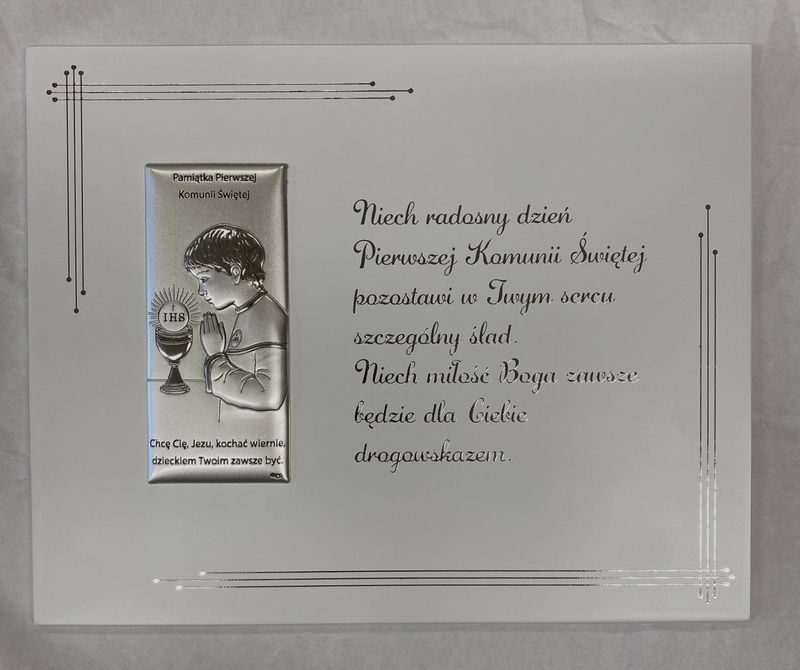 Pamiątka Pierwszej
Komunii Świętej
IHS
Chcę Cię, Jezu, kochać wiernie,
dzieckiem Twoim zawsze być.
Niech radosny dzień
Pierwszej Komunii Świętej
pozostawi w Twym sercu
szczególny ślad.
Niech miłość Boga zawsze
będzie dla Ciebie
drogowskazem.